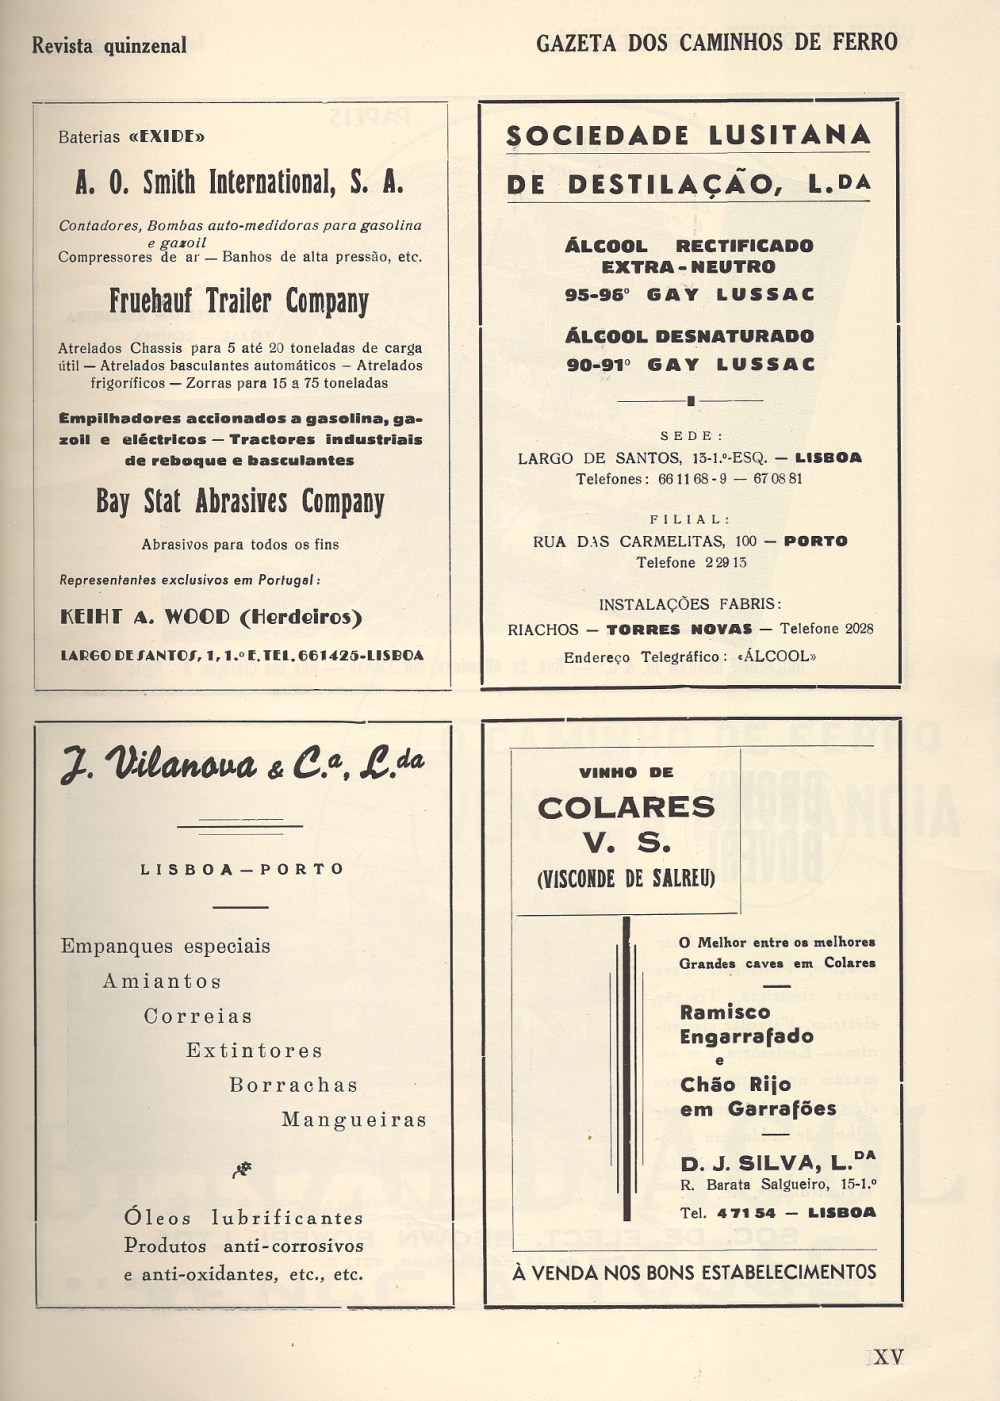 Revista quinzenal
GAZETA DOS CAMINHOS DE FERRO
Baterias «EXIDE»
A. O. Smith International, S. A.
Contadores, Bombas auto-medidoras para gasolina
e gazoil
Compressores de ar — Banhos de alta pressão, etc.
Fruehauf Trailer Company
Atrelados Chassis para 5 até 20 toneladas de carga
útil — Atrelados basculantes automáticos — Atrelados
frigoríficos — Zorras para 15 a 75 toneladas
Empilhadores accionados a gasolina, ga-
zoil e eléctricos — Tractores industriais
de reboque e basculantes
Bay Stat Abrasives Company
Abrasivos para todos os fins
Representantes exclusivos em Portugal:
KEIHT A. WOOD (Herdeiros)
LARGO DE SANTOS, 1, 1.º E. TEL. 661425-LISBOA
SOCIEDADE LUSITANA
DE DESTILAÇÃO, L.DA
ÁLCOOL RECTIFICADO
EXTRA-NEUTRO
95-96º GAY LUSSAC
ÁLCOOL DESNATURADO
90-91º GAY LUSSAC
SEDE:
LARGO DE SANTOS, 13-1.º-ESQ. — LISBOA
Telefones: 66 11 68 - 9 — 67 08 81
FILIAL:
RUA DAS CARMELITAS, 100 — PORTO
Telefone 2 29 13
INSTALAÇÕES FABRIS:
RIACHOS — TORRES NOVAS — Telefone 2028
Endereço Telegráfico: «ÁLCOOL»
J. Vilanova & C.a, L.da
LISBOA — PORTO
Empanques especiais
Amiantos
Correias
Extintores
Borrachas
Mangueiras
Óleos lubrificantes
Produtos anti-corrosivos
e anti-oxidantes, etc., etc.
VINHO DE
COLARES
V. S.
(VISCONDE DE SALREU)
O Melhor entre os melhores
Grandes caves em Colares
Ramisco
Engarrafado
e
Chão Rijo
em Garrafões
D. J. SILVA, L.DA
R. Barata Salgueiro, 15-1.º
Tel. 4 71 54 — LISBOA
À VENDA NOS BONS ESTABELECIMENTOS
XV